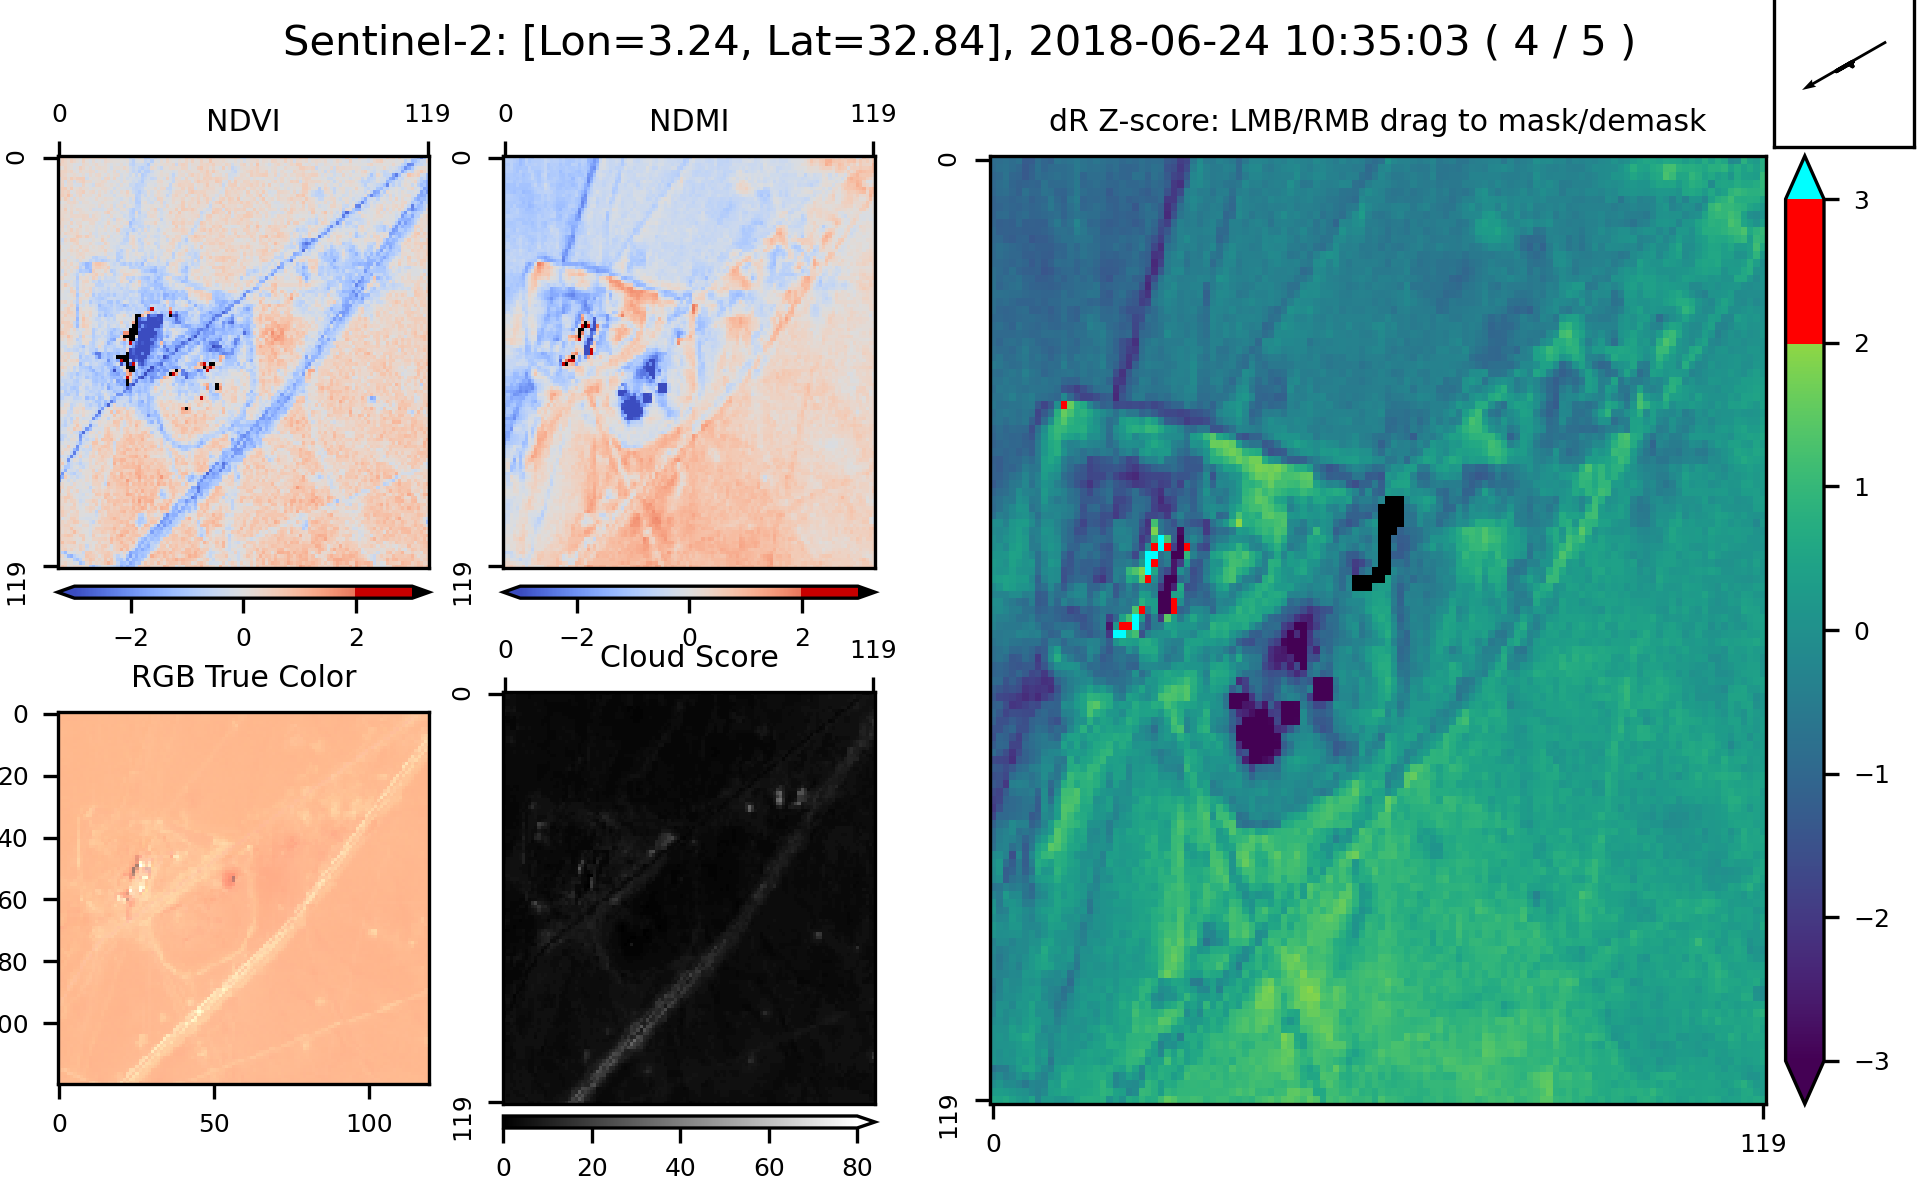 Sentinel-2: [Lon=3.24, Lat=32.84], 2018-06-24 10:35:03 ( 4 / 5 )
0 NDVI 119
0 NDMI 119
dR Z-score: LMB/RMB drag to mask/demask
0
0
0
3
2
1
0
−1
−2
−3
119
119
−2 0 2
−2 0 2
0 Cloud Score 119
RGB True Color
0
20
40
60
80
00
0
119
119
0 50 100
0 20 40 60 80
0 119